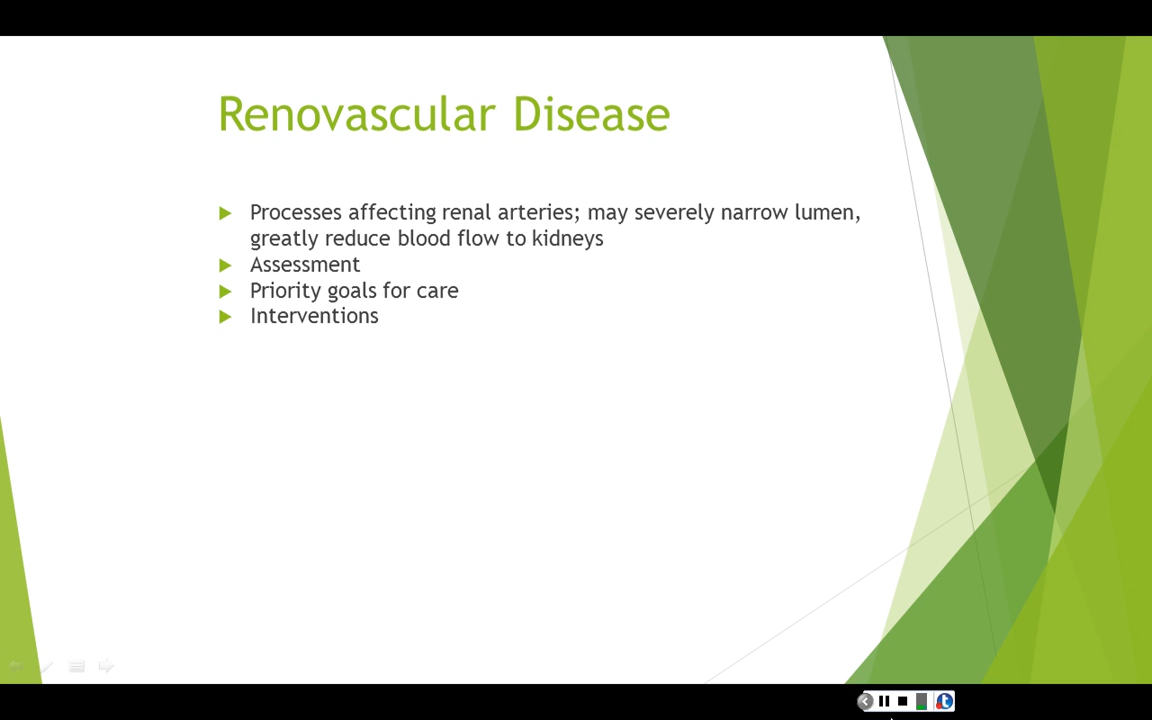 Renovascular Disease
Processes affecting renal arteries; may severely narrow lumen,
greatly reduce blood flow to kidneys
Assessment
Priority goals for care
Interventions